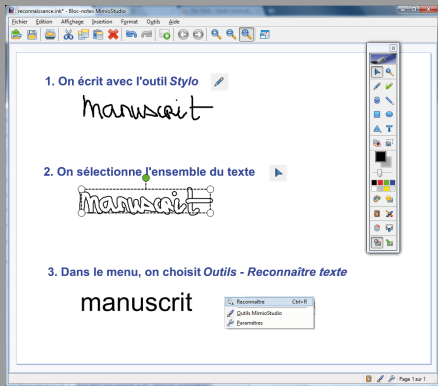 reconnaissance.ink* - Bloc-notes MimioStudio
Fichier Edition Affichage Insertion Format Outils Aide
1. On écrit avec l'outil Stylo
manuscrit
2. On sélectionne l'ensemble du texte
manuscrit
3. Dans le menu, on choisit Outils - Reconnaître texte
manuscrit
Reconnaître Ctrl+R
Outils MimioStudio
Paramètres
Page 1 sur 1